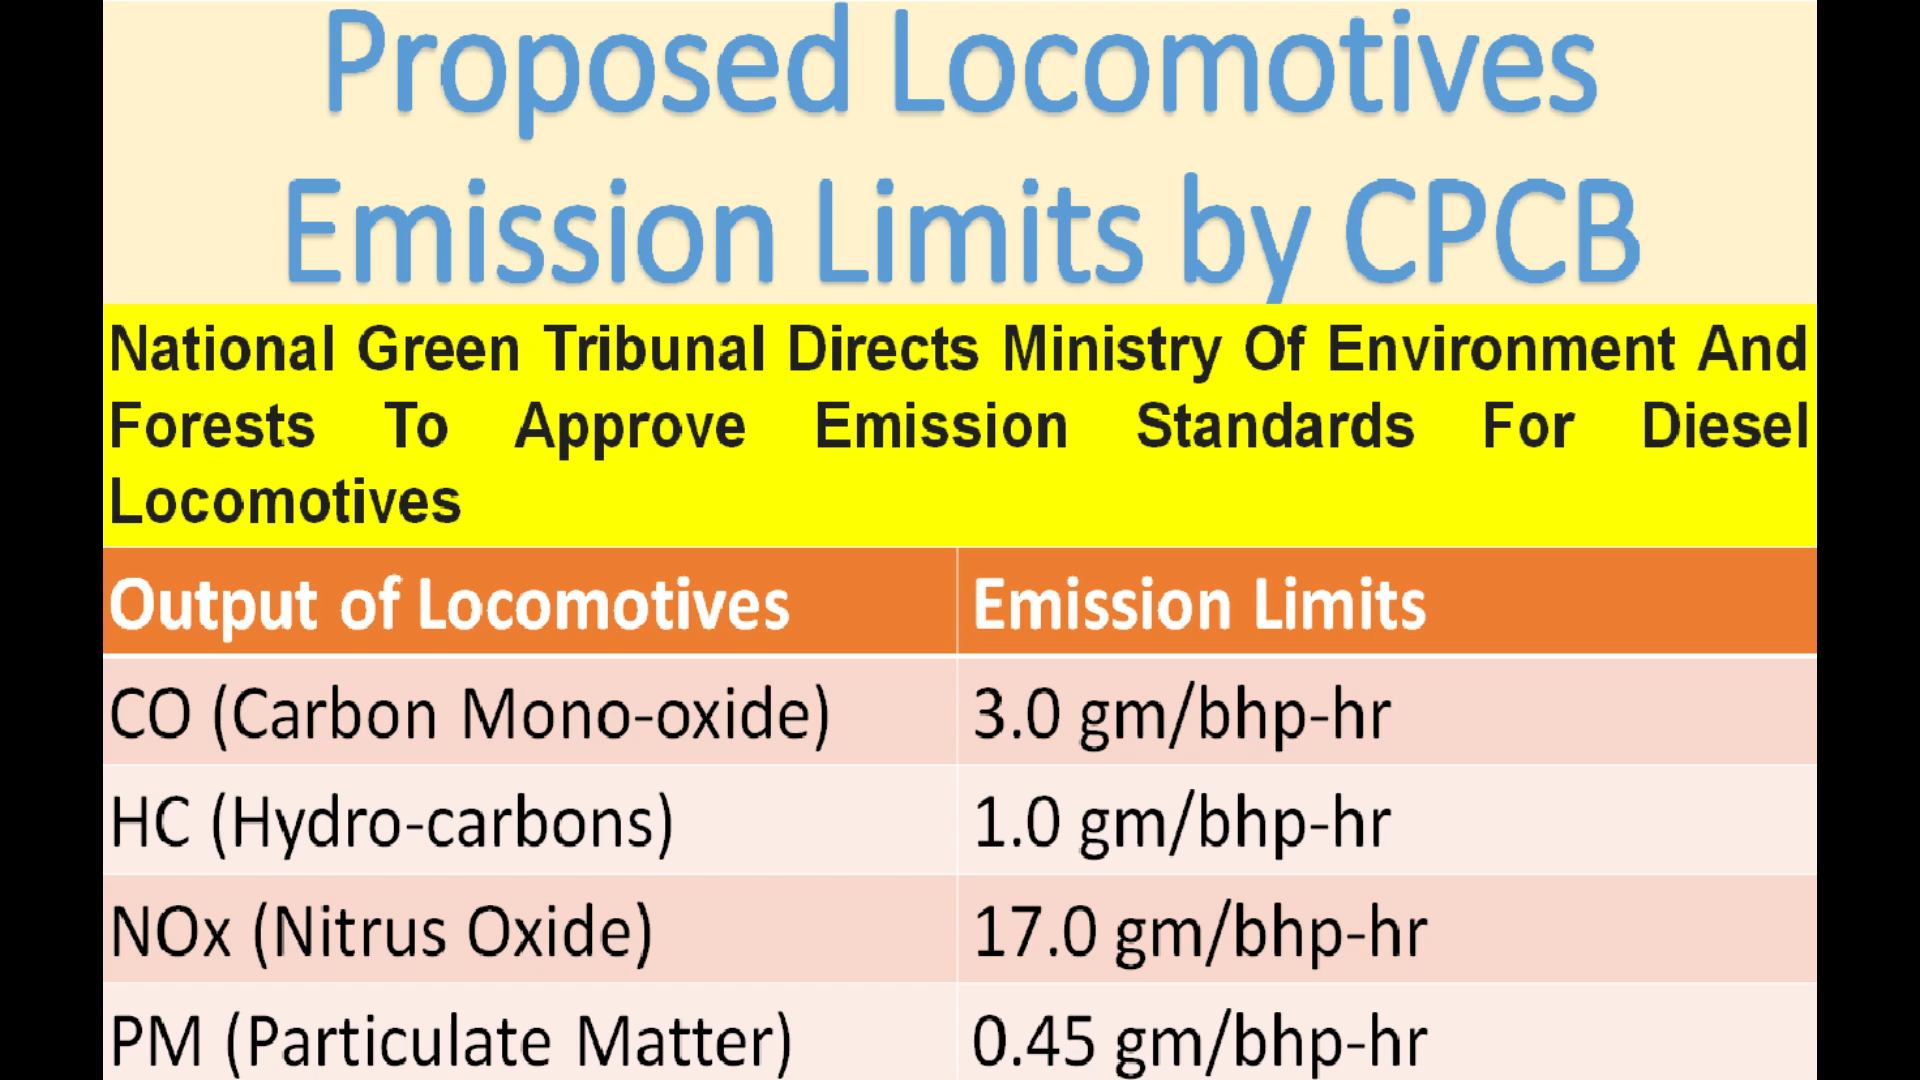 Proposed Locomotives
Emission Limits by CPCB
National Green Tribunal Directs Ministry Of Environment And
Forests To Approve Emission Standards For Diesel
Locomotives
Output of Locomotives Emission Limits
CO (Carbon Mono-oxide) 3.0 gm/bhp-hr
HC (Hydro-carbons) 1.0 gm/bhp-hr
NOx (Nitrus Oxide) 17.0 gm/bhp-hr
PM (Particulate Matter) 0.45 gm/bhp-hr